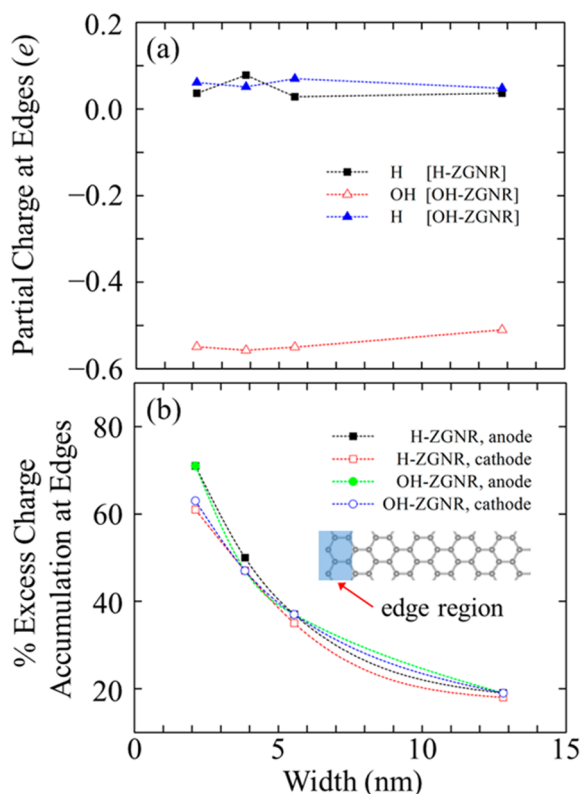 0.2
(a)
0.0
−0.2
−0.4
−0.6
Partial Charge at Edges (e)
H [H-ZGNR]
OH [OH-ZGNR]
H [OH-ZGNR]
(b)
80
60
40
20
% Excess Charge
Accumulation at Edges
H-ZGNR, anode
H-ZGNR, cathode
OH-ZGNR, anode
OH-ZGNR, cathode
edge region
0
5
10
15
Width (nm)